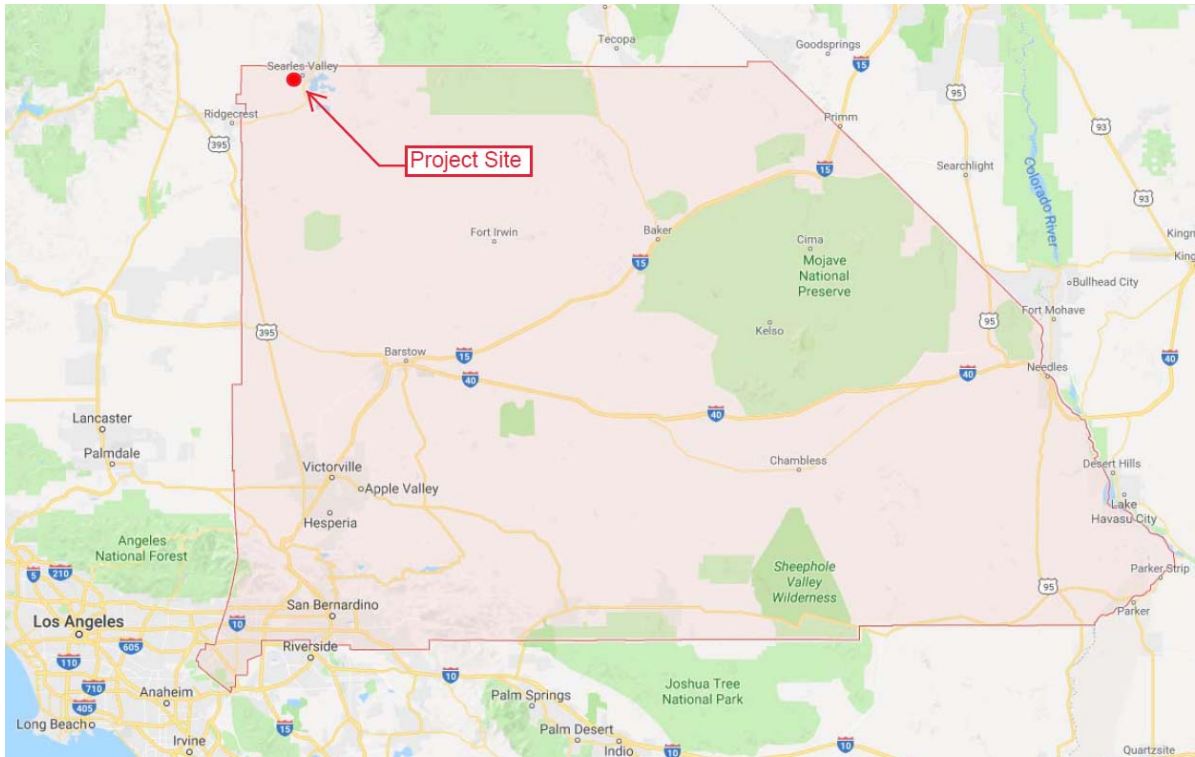 Tecopa
Goodsprings
15
Searles Valley
95
93
Ridgecrest
Primm
395
Project Site
15
Searchlight
Colorado River
93
Fort Irwin
Baker
Cima
Kingm
15
King
Mojave
National
Preserve
Bullhead City
Fort Mohave
95
Kelso
395
Barstow
15
40
40
Needles
40
40
Lancaster
Palmdale
Chambless
Desert Hills
Victorville
Apple Valley
Lake
Havasu City
Hesperia
Angeles
National Forest
5
210
Sheephole
Valley
Wilderness
Parker Strip
95
San Bernardino
Parker
Los Angeles
10
605
Riverside
110
10
10
710
Anaheim
Joshua Tree
National Park
405
Palm Springs
Long Beach
15
Palm Desert
Irvine
Indio
10
10
Quartzsite